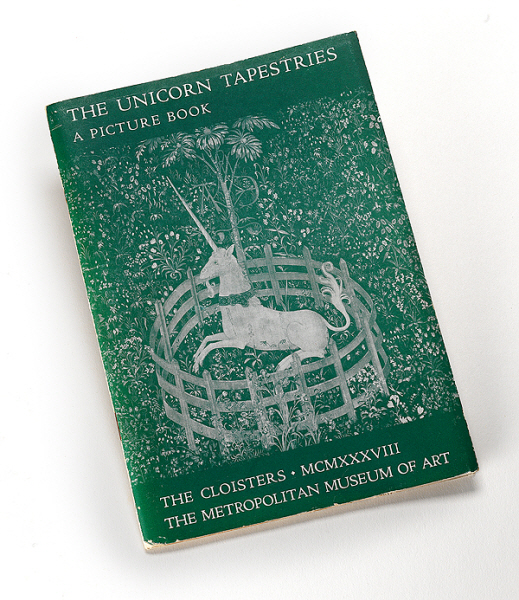 THE UNICORN TAPESTRIES
A PICTURE BOOK
THE CLOISTERS • MCMXXXVIII
THE METROPOLITAN MUSEUM OF ART